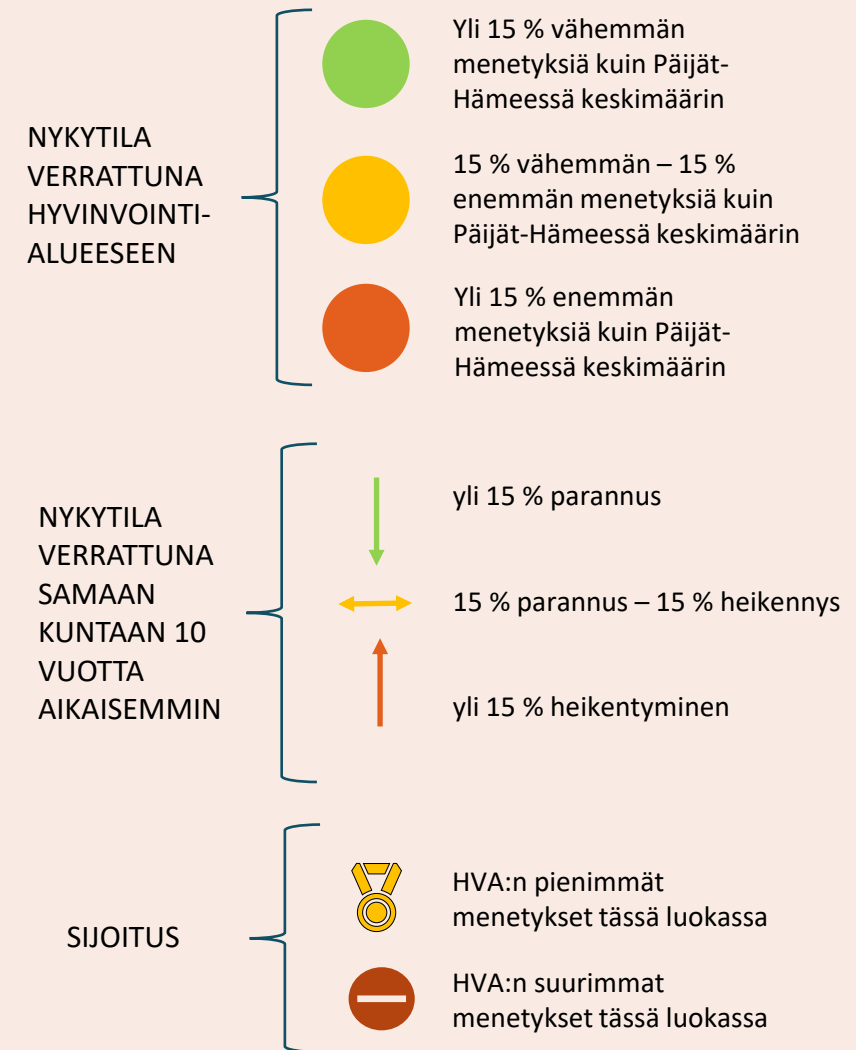 NYKYTILA
VERRATTUNA
HYVINVOINTI-
ALUEESEEN
Yli 15 % vähemmän
menetyksiä kuin Päijät-
Hämeessä keskimäärin
15 % vähemmän – 15 %
enemmän menetyksiä kuin
Päijät-Hämeessä keskimäärin
Yli 15 % enemmän
menetyksiä kuin Päijät-
Hämeessä keskimäärin
NYKYTILA
VERRATTUNA
SAMAAN
KUNTAAN 10
VUOTTA
AIKAISEMMIN
yli 15 % parannus
15 % parannus – 15 % heikennys
yli 15 % heikentyminen
SIJOITUS
HVA:n pienimmät
menetykset tässä luokassa
HVA:n suurimmat
menetykset tässä luokassa